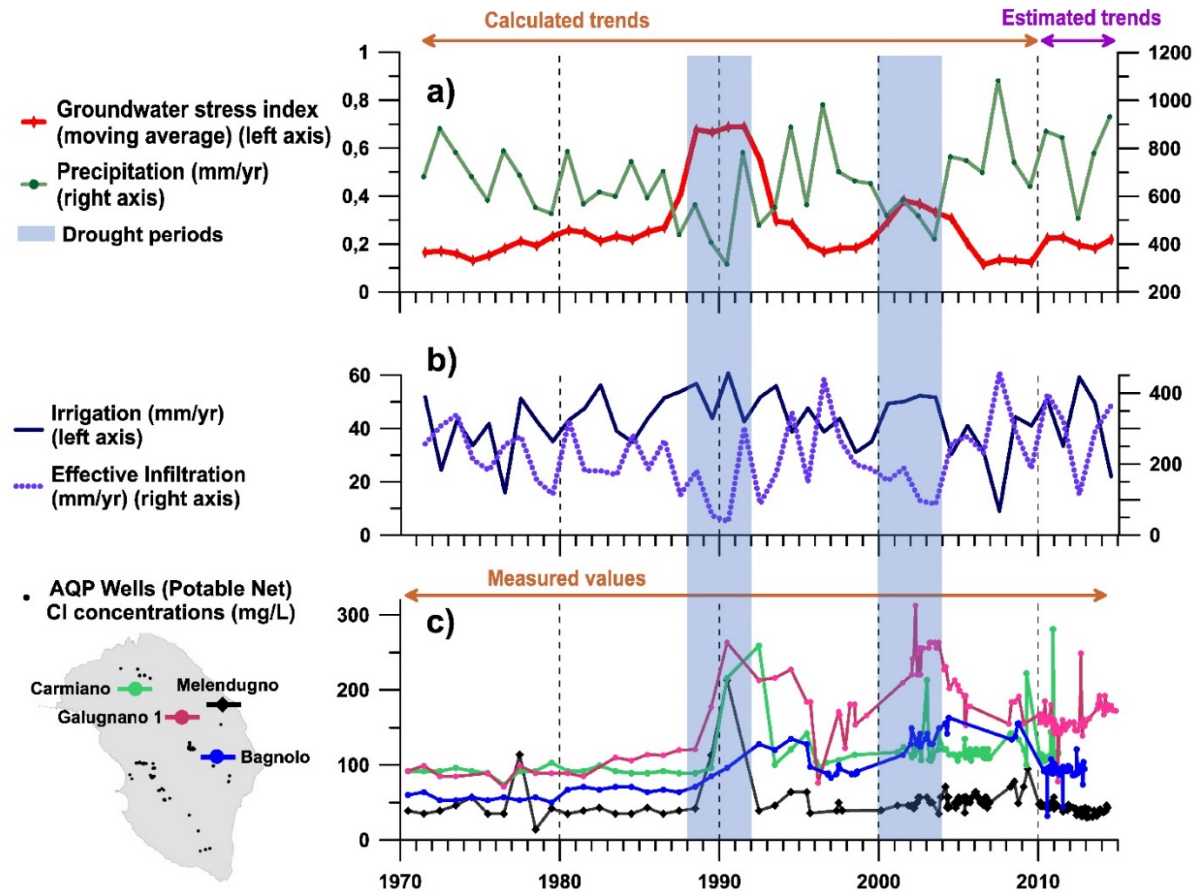 Calculated trends
Estimated trends
a)
1
0,8
0,6
0,4
0,2
0
1200
1000
800
600
400
200
Groundwater stress index
(moving average) (left axis)
Precipitation (mm/yr)
(right axis)
Drought periods
b)
60
40
20
0
400
300
200
100
0
Irrigation (mm/yr)
(left axis)
Effective Infiltration
(mm/yr) (right axis)
Measured values
c)
300
200
100
0
AQP Wells (Potable Net)
Cl concentrations (mg/L)
Carmiano
Melendugno
Galugnano 1
Bagnolo
1970
1980
1990
2000
2010